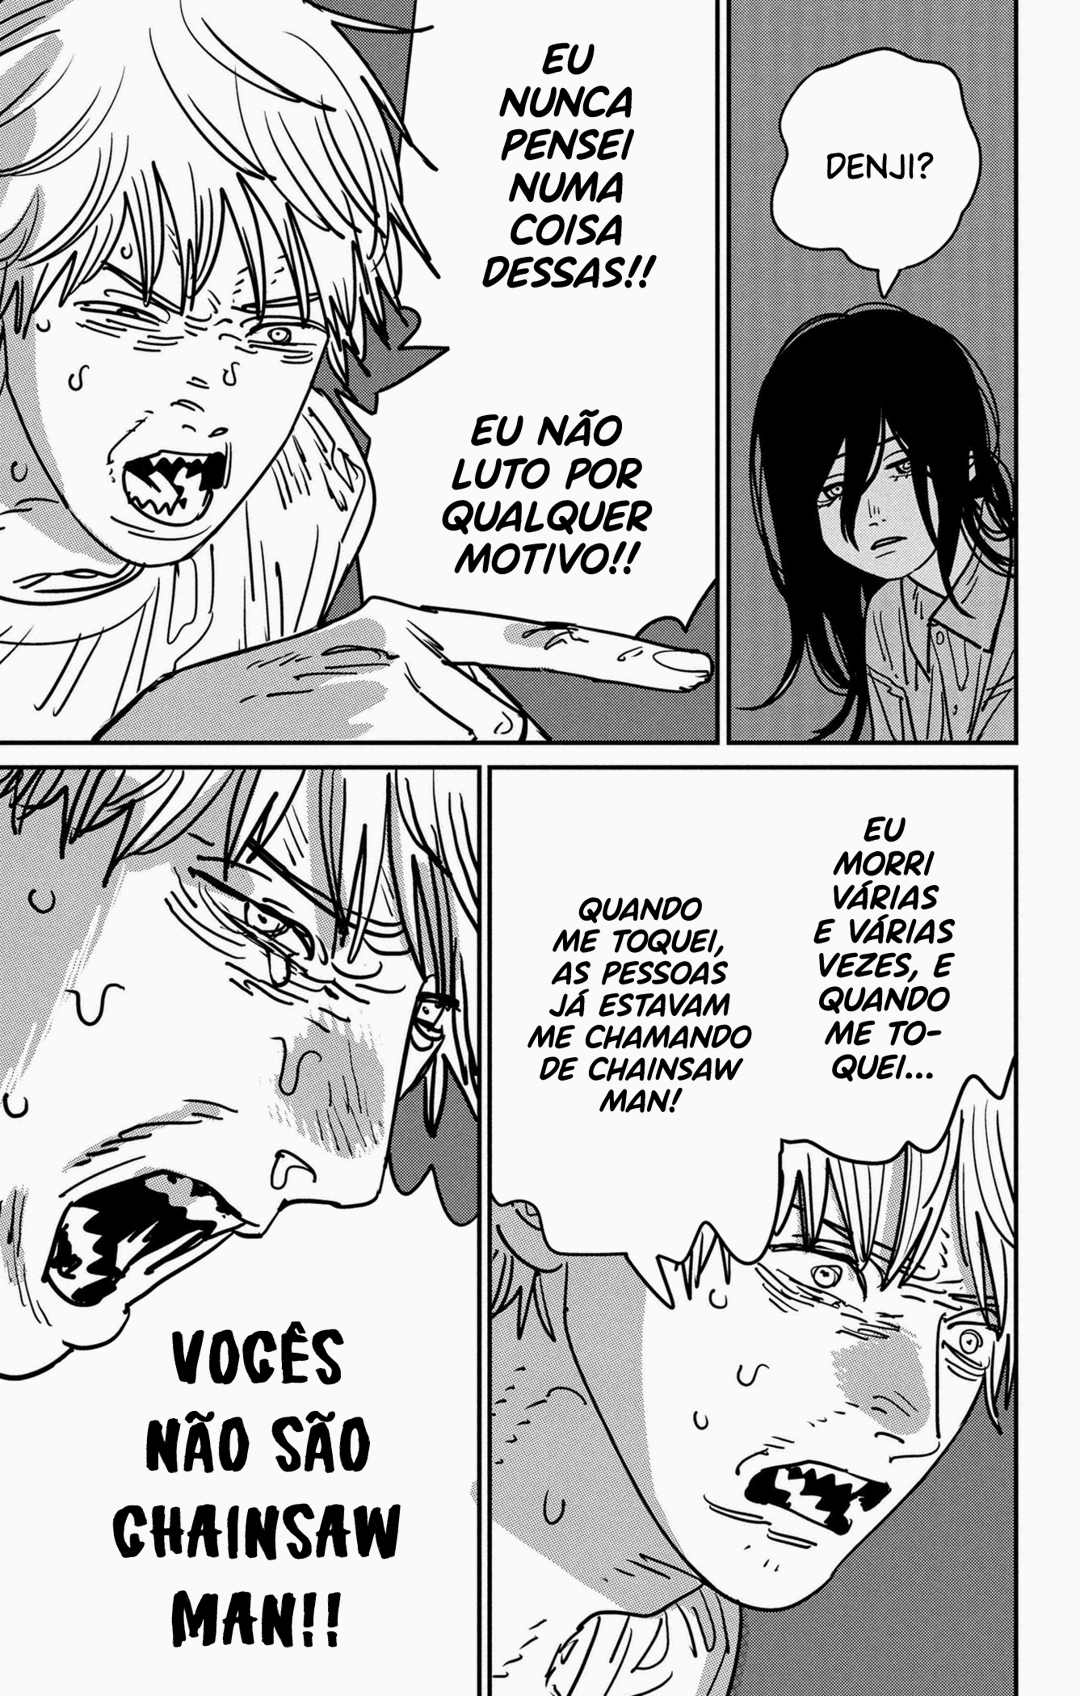 DENJI?
EU
NUNCA
PENSEI
NUMA
COISA
DESSAS!!
EU NÃO
LUTO POR
QUALQUER
MOTIVO!!
EU
MORRI
VÁRIAS
E VÁRIAS
VEZES, E
QUANDO
ME TO-
QUEI...
QUANDO
ME TOQUEI,
AS PESSOAS
JÁ ESTAVAM
ME CHAMANDO
DE CHAINSAW
MAN!
VOCÊS
NÃO SÃO
CHAINSAW
MAN!!